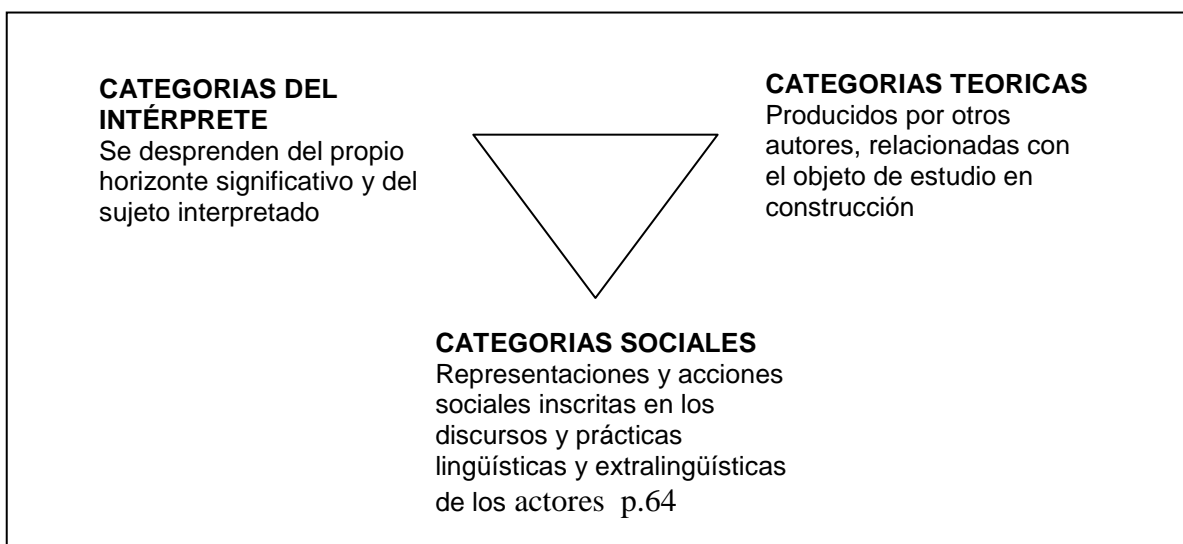 CATEGORIAS DEL
INTÉRPRETE
Se desprenden del propio
horizonte significativo y del
sujeto interpretado
CATEGORIAS TEORICAS
Producidos por otros
autores, relacionadas con
el objeto de estudio en
construcción
CATEGORIAS SOCIALES
Representaciones y acciones
sociales inscritas en los
discursos y prácticas
lingüísticas y extralingüísticas
de los actores p.64